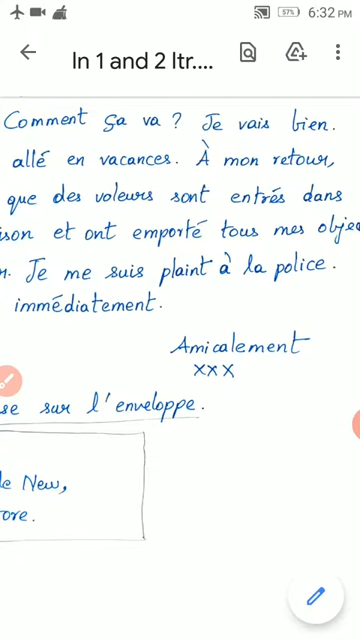 57% 6:32 PM
In 1 and 2 ltr....
Comment ça va ? Je vais bien.
allé en vacances. À mon retour,
que des voleurs sont entrés dans
ison et ont emporté tous mes obje
Je me suis plaint à la police.
immédiatement.
Amicalement
xxx
se sur l'enveloppe.
le New,
ore.